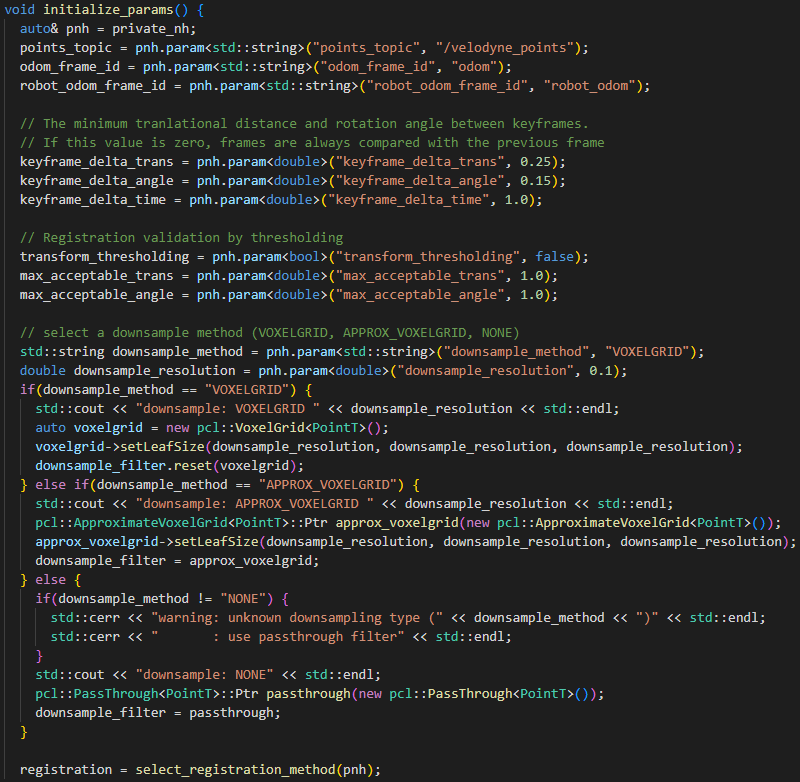 void initialize_params() {
  auto& pnh = private_nh;
  points_topic = pnh.param<std::string>("points_topic", "/velodyne_points");
  odom_frame_id = pnh.param<std::string>("odom_frame_id", "odom");
  robot_odom_frame_id = pnh.param<std::string>("robot_odom_frame_id", "robot_odom");

  // The minimum tranlational distance and rotation angle between keyframes.
  // If this value is zero, frames are always compared with the previous frame
  keyframe_delta_trans = pnh.param<double>("keyframe_delta_trans", 0.25);
  keyframe_delta_angle = pnh.param<double>("keyframe_delta_angle", 0.15);
  keyframe_delta_time = pnh.param<double>("keyframe_delta_time", 1.0);

  // Registration validation by thresholding
  transform_thresholding = pnh.param<bool>("transform_thresholding", false);
  max_acceptable_trans = pnh.param<double>("max_acceptable_trans", 1.0);
  max_acceptable_angle = pnh.param<double>("max_acceptable_angle", 1.0);

  // select a downsample method (VOXELGRID, APPROX_VOXELGRID, NONE)
  std::string downsample_method = pnh.param<std::string>("downsample_method", "VOXELGRID");
  double downsample_resolution = pnh.param<double>("downsample_resolution", 0.1);
  if(downsample_method == "VOXELGRID") {
    std::cout << "downsample: VOXELGRID " << downsample_resolution << std::endl;
    auto voxelgrid = new pcl::VoxelGrid<PointT>();
    voxelgrid->setLeafSize(downsample_resolution, downsample_resolution, downsample_resolution);
    downsample_filter.reset(voxelgrid);
  } else if(downsample_method == "APPROX_VOXELGRID") {
    std::cout << "downsample: APPROX_VOXELGRID " << downsample_resolution << std::endl;
    pcl::ApproximateVoxelGrid<PointT>::Ptr approx_voxelgrid(new pcl::ApproximateVoxelGrid<PointT>());
    approx_voxelgrid->setLeafSize(downsample_resolution, downsample_resolution, downsample_resolution);
    downsample_filter = approx_voxelgrid;
  } else {
    if(downsample_method != "NONE") {
      std::cerr << "warning: unknown downsampling type (" << downsample_method << ")" << std::endl;
      std::cerr << "       : use passthrough filter" << std::endl;
    }
    std::cout << "downsample: NONE" << std::endl;
    pcl::PassThrough<PointT>::Ptr passthrough(new pcl::PassThrough<PointT>());
    downsample_filter = passthrough;
  }

  registration = select_registration_method(pnh);